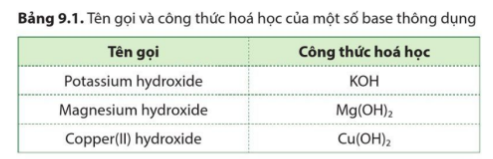 Bảng 9.1. Tên gọi và công thức hoá học của một số base thông dụng
Tên gọi Công thức hoá học
Potassium hydroxide KOH
Magnesium hydroxide Mg(OH)₂
Copper(II) hydroxide Cu(OH)₂